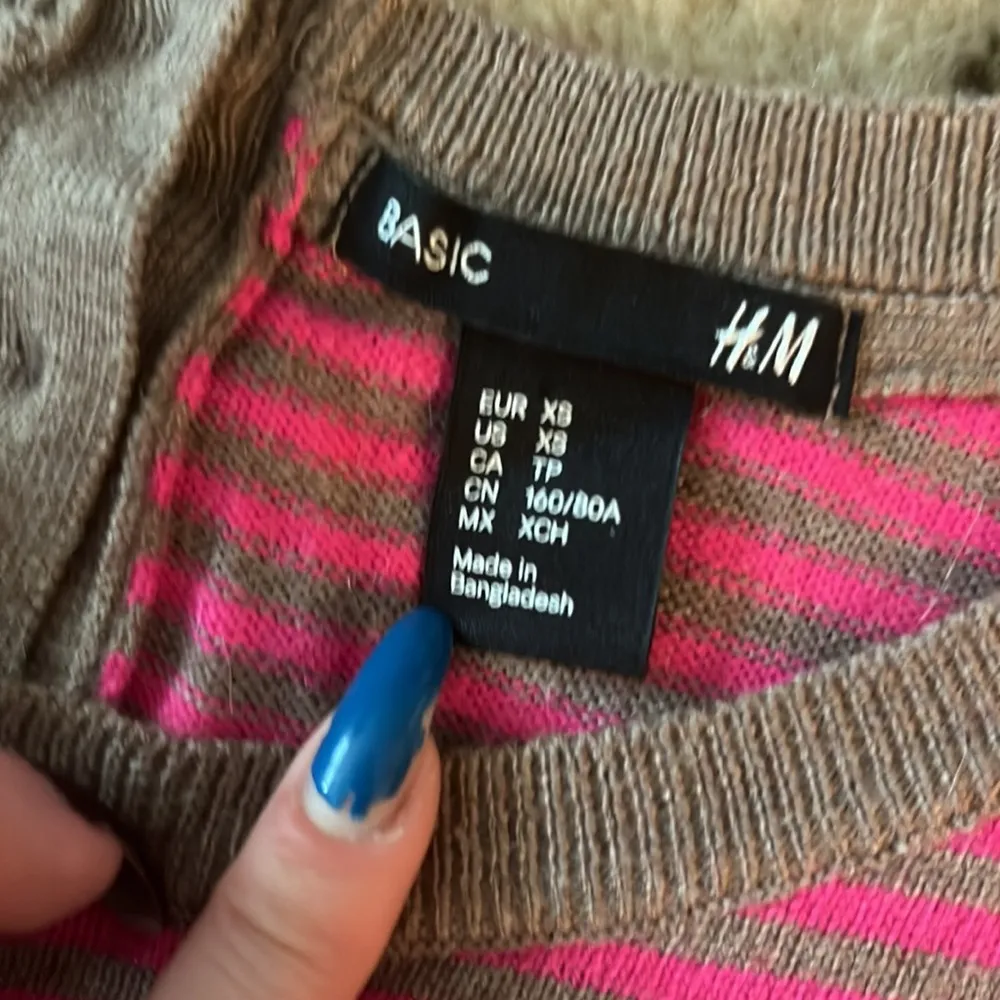 BASIC
H&M
EUR XS
US XS
CA TP
CN 160/80A
MX XCH
Made in
Bangladesh